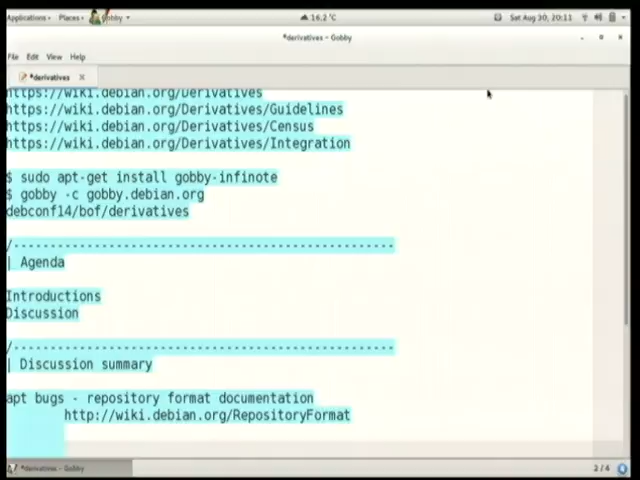 Applications Places Gobby 16.2°C Sat Aug 30, 20:11
*derivatives - Gobby
File Edit View Help
*derivatives
https://wiki.debian.org/Derivatives
https://wiki.debian.org/Derivatives/Guidelines
https://wiki.debian.org/Derivatives/Census
https://wiki.debian.org/Derivatives/Integration
$ sudo apt-get install gobby-infinote
$ gobby -c gobby.debian.org
debconf14/bof/derivatives
/---------------------------------------------
| Agenda
Introductions
Discussion
/---------------------------------------------
| Discussion summary
apt bugs - repository format documentation
http://wiki.debian.org/RepositoryFormat
*derivatives - Gobby 2 / 4